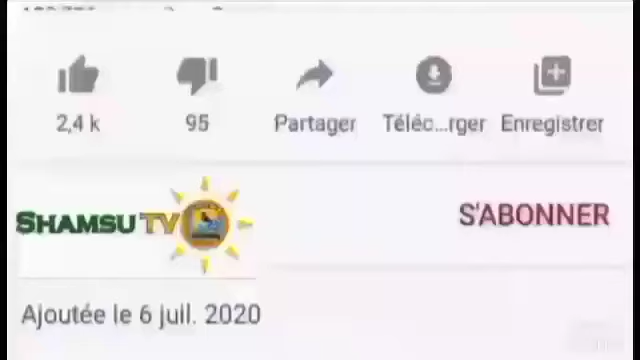 2,4 k 95 Partager Téléc...rger Enregistrer
SHAMSU TV S'ABONNER
Ajoutée le 6 juil. 2020